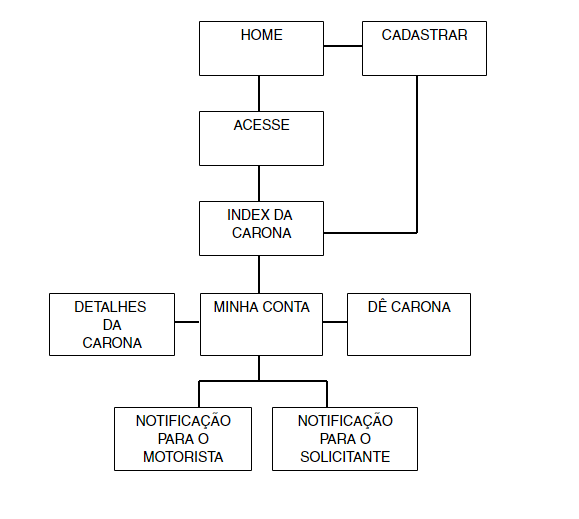 HOME
CADASTRAR
ACESSE
INDEX DA
CARONA
DETALHES
DA
CARONA
MINHA CONTA
DÊ CARONA
NOTIFICAÇÃO
PARA O
MOTORISTA
NOTIFICAÇÃO
PARA O
SOLICITANTE